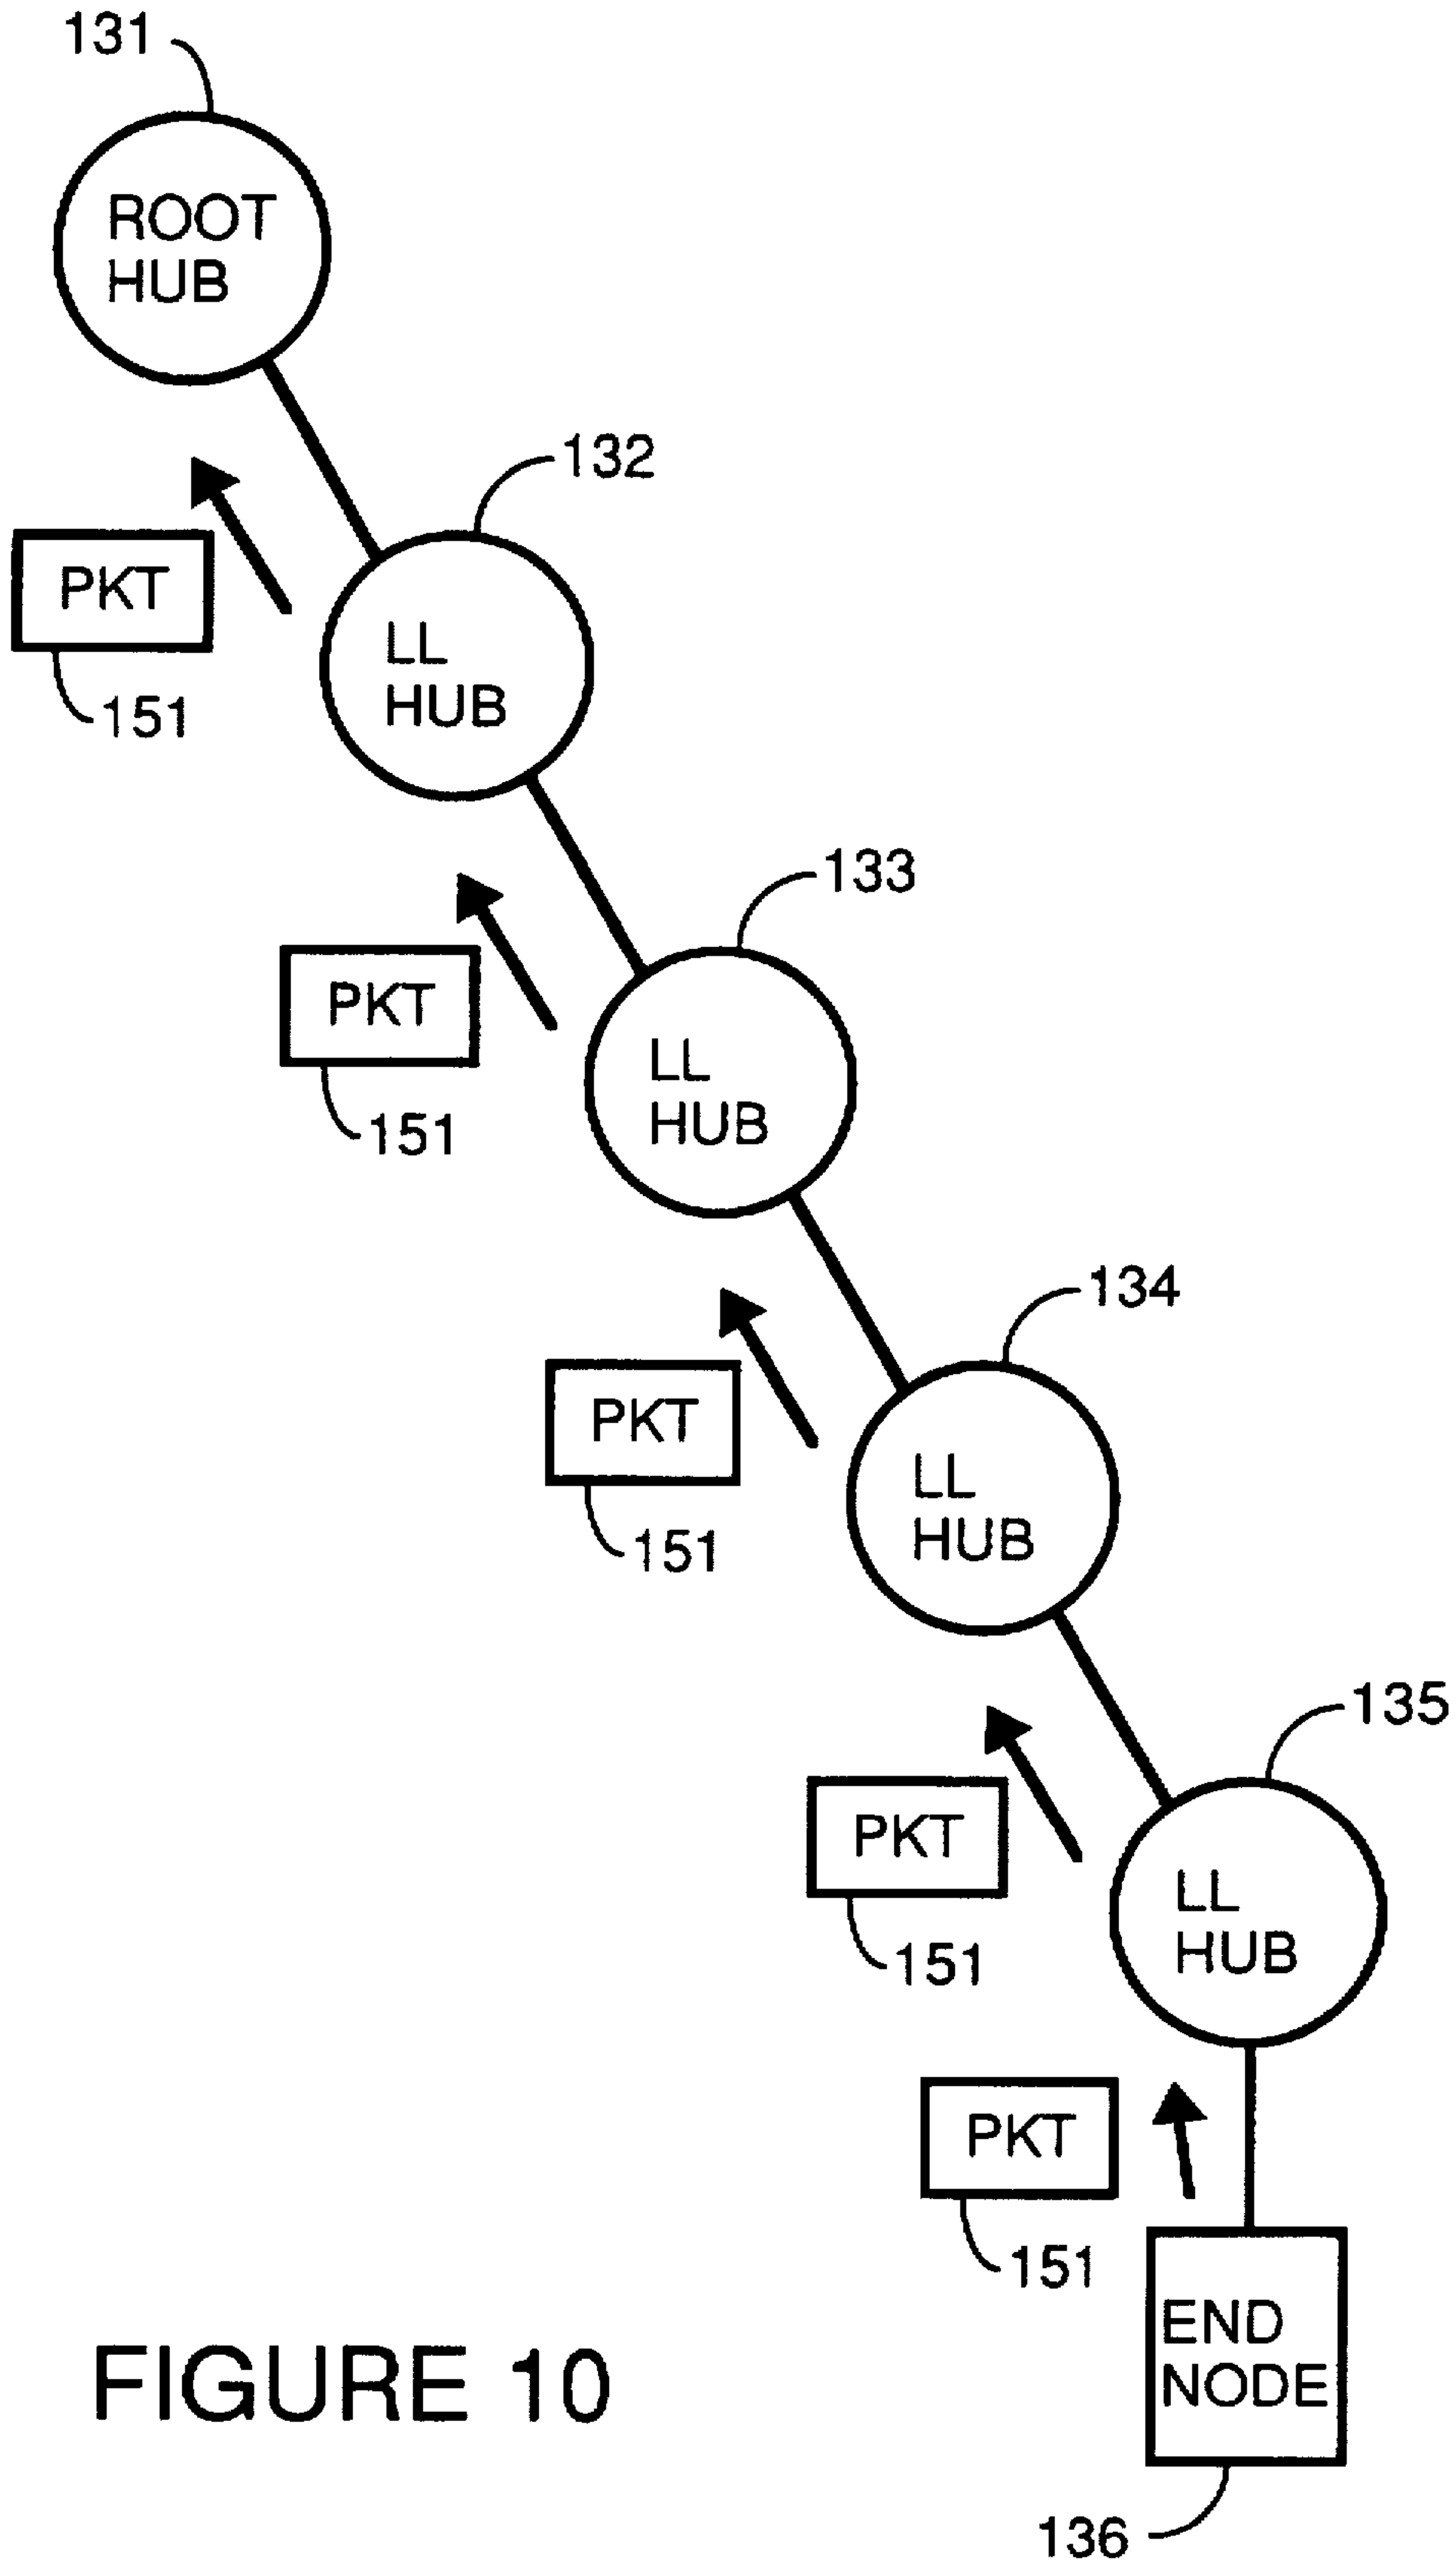 131
ROOT
HUB
132
PKT
LL
HUB
151
133
PKT
LL
HUB
151
134
PKT
LL
HUB
151
135
PKT
LL
HUB
151
PKT
151
END
NODE
FIGURE 10
136